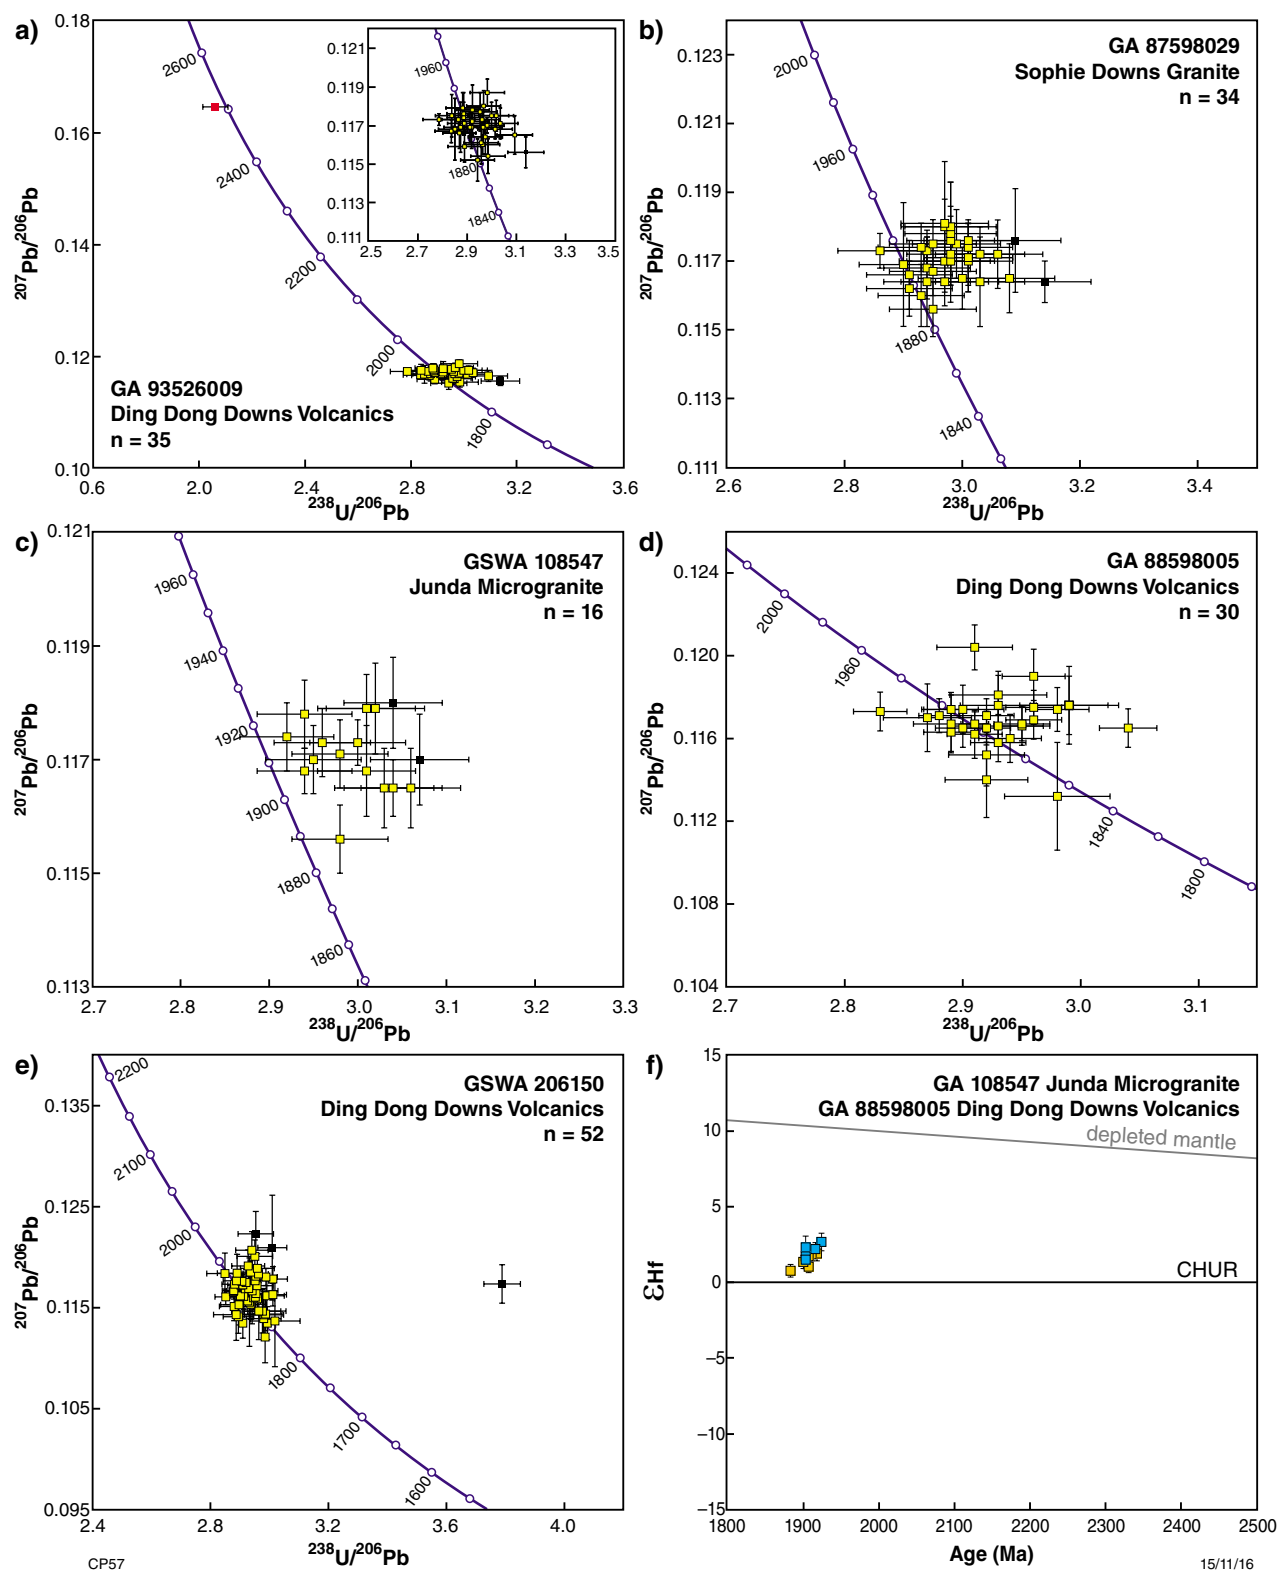 a)
0.18
0.16
0.14
0.12
0.10
0.6
2.0
2.4
2.8
3.2
3.6
207Pb/206Pb
238U/206Pb
2600
2400
2200
2000
1800
GA 93526009
Ding Dong Downs Volcanics
n = 35
0.121
0.119
0.117
0.115
0.113
0.111
2.5
2.7
2.9
3.1
3.3
3.5
1960
1880
1840
b)
GA 87598029
Sophie Downs Granite
n = 34
0.123
0.121
0.119
0.117
0.115
0.113
0.111
2.6
2.8
3.0
3.2
3.4
207Pb/206Pb
238U/206Pb
2000
1960
1880
1840
c)
GSWA 108547
Junda Microgranite
n = 16
0.121
0.119
0.117
0.115
0.113
2.7
2.8
2.9
3.0
3.1
3.2
3.3
207Pb/206Pb
238U/206Pb
1960
1940
1920
1900
1880
1860
d)
GA 88598005
Ding Dong Downs Volcanics
n = 30
0.124
0.120
0.116
0.112
0.108
0.104
2.7
2.8
2.9
3.0
3.1
207Pb/206Pb
238U/206Pb
2000
1960
1840
1800
e)
GSWA 206150
Ding Dong Downs Volcanics
n = 52
0.135
0.125
0.115
0.105
0.095
2.4
2.8
3.2
3.6
4.0
207Pb/206Pb
238U/206Pb
2200
2100
2000
1800
1700
1600
f)
GA 108547 Junda Microgranite
GA 88598005 Ding Dong Downs Volcanics
depleted mantle
CHUR
15
10
5
0
−5
−10
−15
1800
1900
2000
2100
2200
2300
2400
2500
εHf
Age (Ma)
CP57
15/11/16